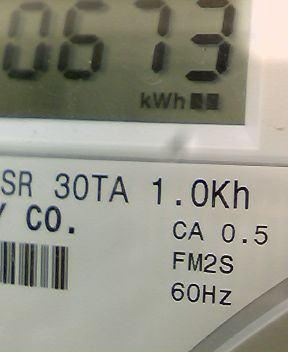 0673
kWh
SR 30TA 1.0Kh
Y CO.
CA 0.5
FM2S
60Hz